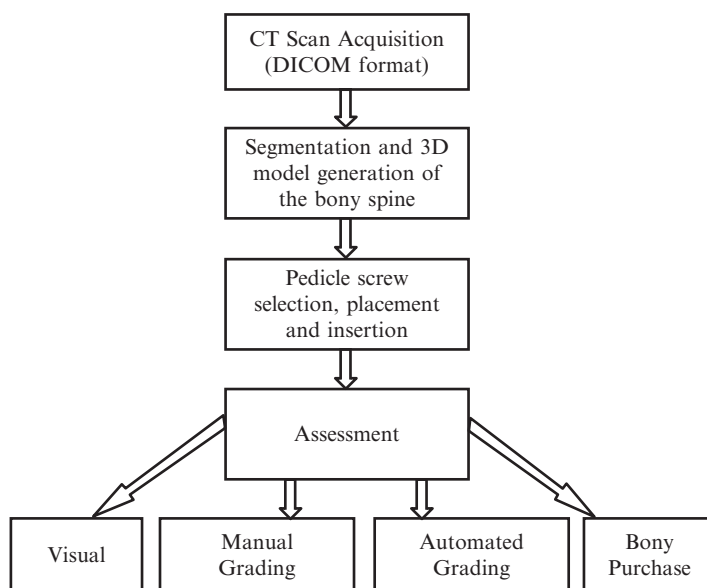 CT Scan Acquisition
(DICOM format)
Segmentation and 3D
model generation of
the bony spine
Pedicle screw
selection, placement
and insertion
Assessment
Visual
Manual
Grading
Automated
Grading
Bony
Purchase